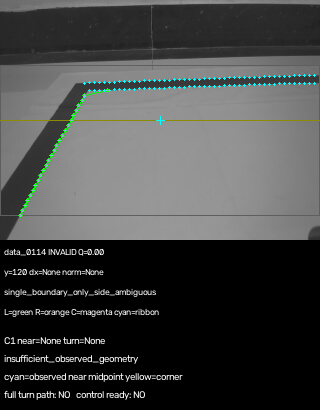 data_0114 INVALID Q=0.00
y=120 dx=None norm=None
single_boundary_only_side_ambiguous
L=green R=orange C=magenta cyan=ribbon
C1 near=None turn=None
insufficient_observed_geometry
cyan=observed near midpoint yellow=corner
full turn path: NO control ready: NO